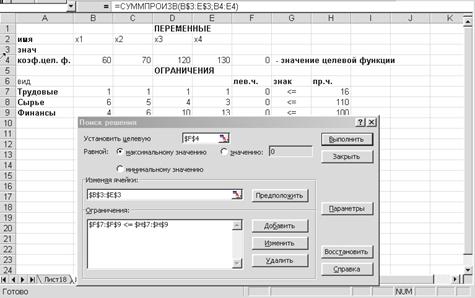 =СУММПРОИЗВ(B$3:E$3;B4:E4)
A B C D E F G H I J K
1 ПЕРЕМЕННЫЕ
2 имя x1 x2 x3 x4
3 знач
4 коэф.цел. ф. 60 70 120 130 0 - значение целевой функции
5 ОГРАНИЧЕНИЯ
6 вид лев.ч. знак пр.ч.
7 Трудовые 1 1 1 1 0 <= 16
8 Сырье 6 5 4 3 0 <= 110
9 Финансы 4 6 10 13 0 <= 100
10
11
12
13
14
15
16
17
18
19
20
21
22
23
24
Поиск решения
Установить целевую $F$4 Выполнить
Равной: максимальному значению значению: 0 Закрыть
минимальному значению
Изменяя ячейки:
$B$3:$E$3 Предположить
Ограничения: Параметры
$F$7:$F$9 <= $H$7:$H$9 Добавить
Изменить
Удалить Восстановить
Справка
Лист18
Готово NUM